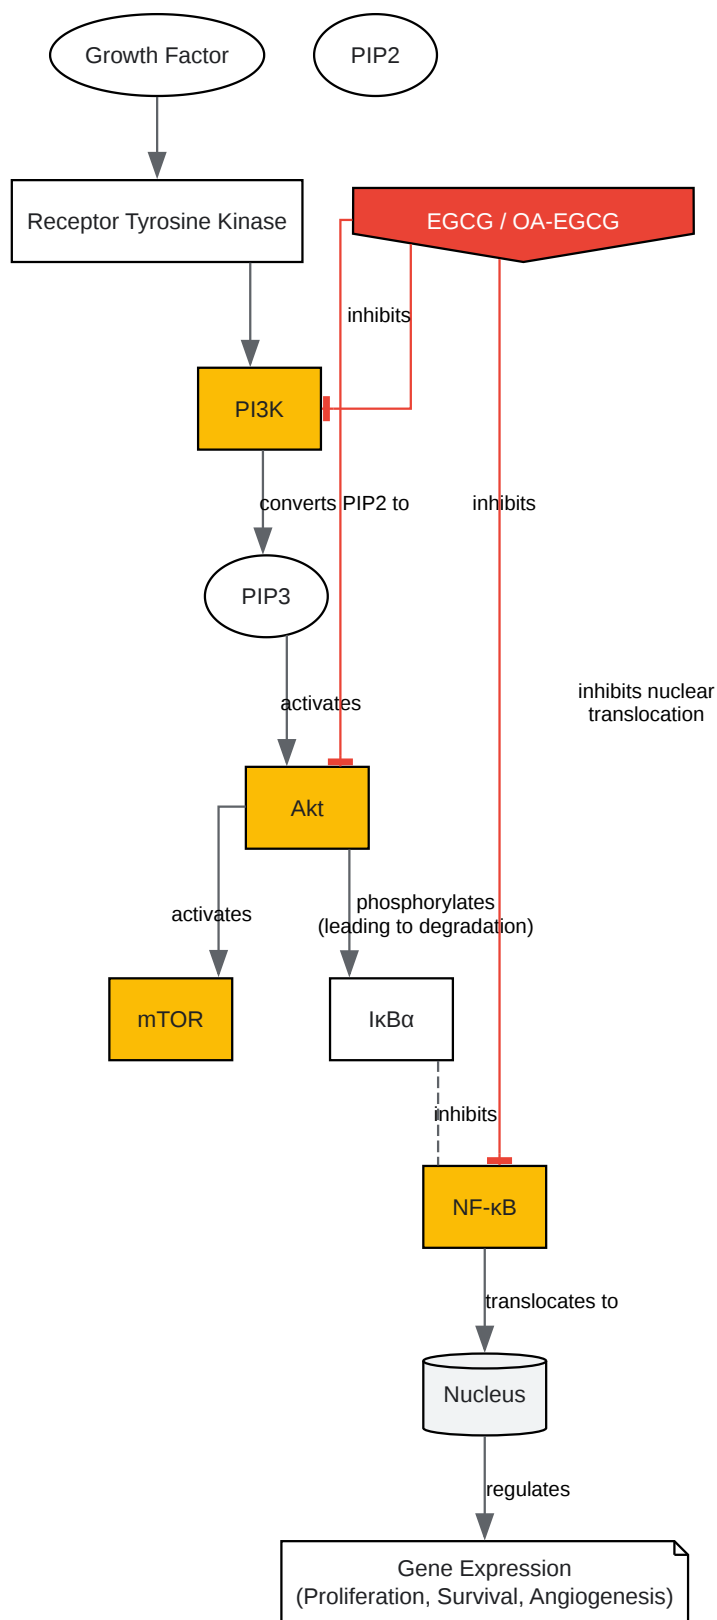 Growth Factor
PIP2
Receptor Tyrosine Kinase
EGCG / OA-EGCG
inhibits
PI3K
converts PIP2 to
inhibits
PIP3
inhibits nuclear
translocation
activates
Akt
activates
phosphorylates
(leading to degradation)
mTOR
IκBα
inhibits
NF-κB
translocates to
Nucleus
regulates
Gene Expression
(Proliferation, Survival, Angiogenesis)